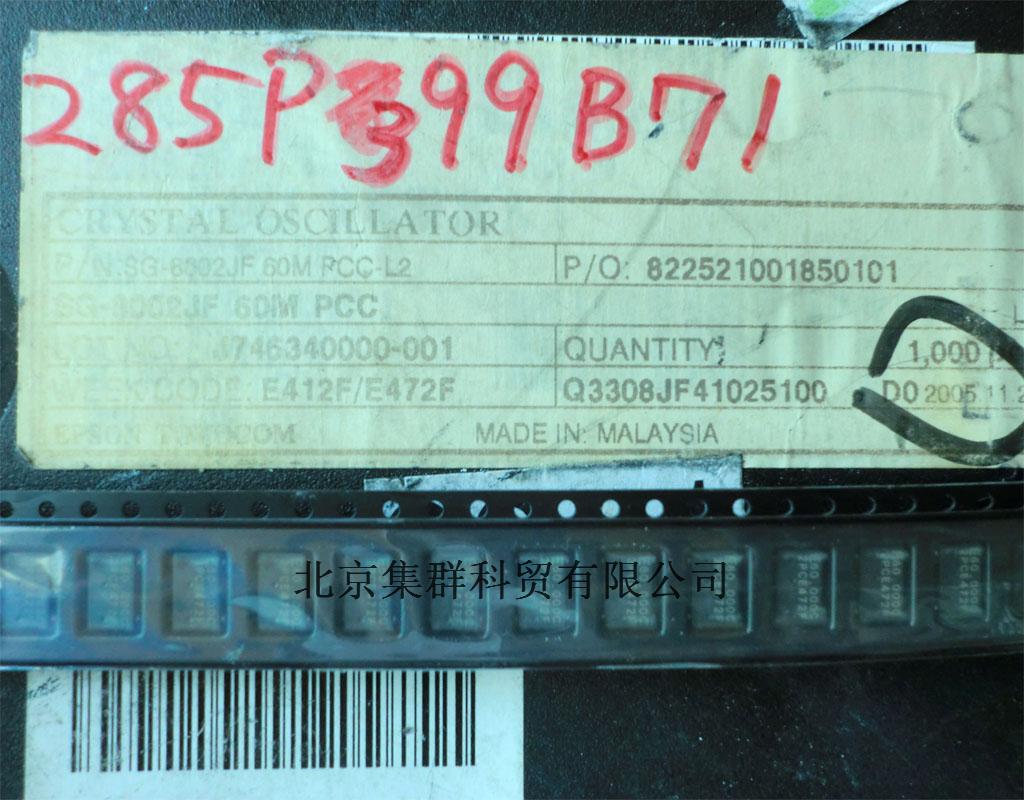 285P399B71
CRYSTAL OSCILLATOR
P/N:SG-8002JF 60M PCC-L2
P/O: 822521001850101
SG-8002JF 60M PCC
LOT NO.: J746340000-001
QUANTITY:
1,000
WEEK CODE: E412F/E472F
Q3308JF41025100
D0 2005.11.2
EPSON TOYOCOM
MADE IN: MALAYSIA
北京集群科贸有限公司